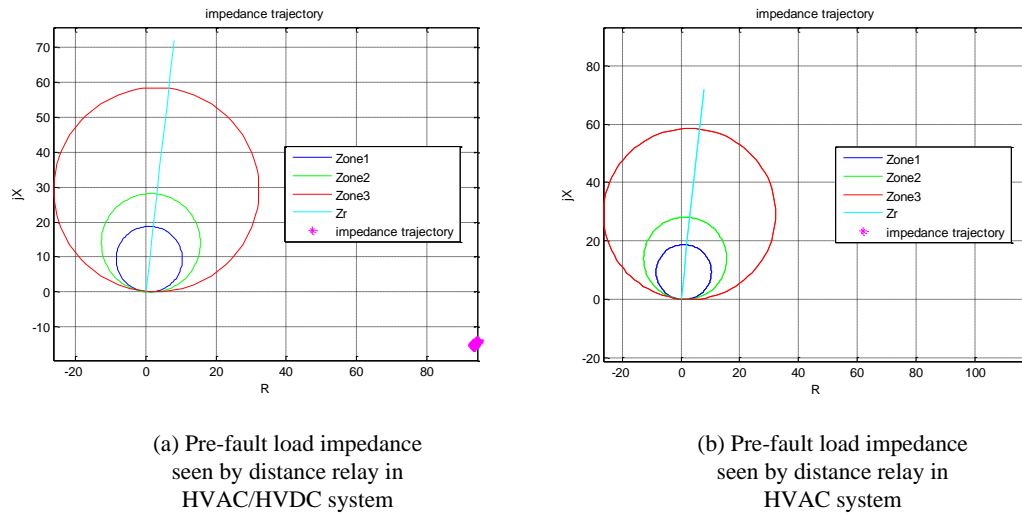 impedance trajectory
70
60
50
40
30
20
10
0
-10
jX
-20
0
20
40
60
80
R
Zone1
Zone2
Zone3
Zr
impedance trajectory
(a) Pre-fault load impedance
seen by distance relay in
HVAC/HVDC system
impedance trajectory
80
60
40
20
0
-20
jX
-20
0
20
40
60
80
100
R
Zone1
Zone2
Zone3
Zr
impedance trajectory
(b) Pre-fault load impedance
seen by distance relay in
HVAC system